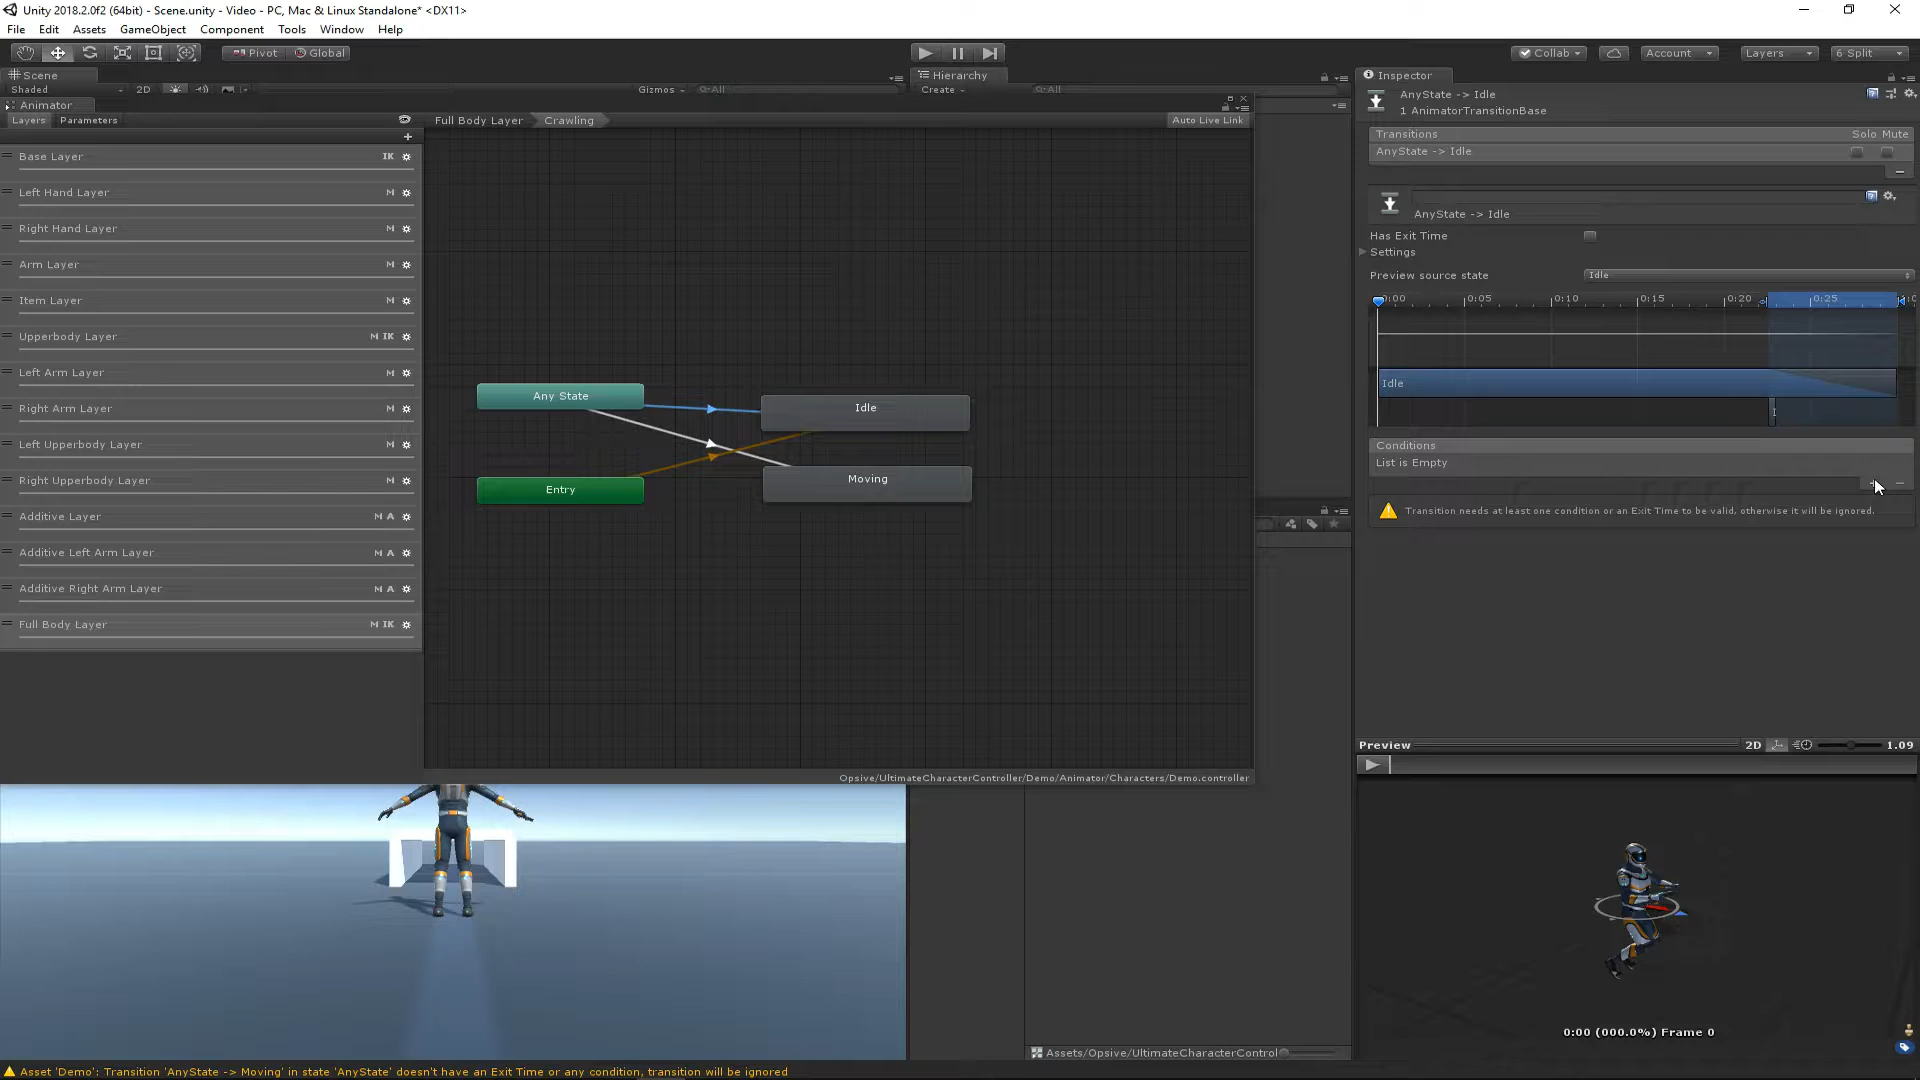 Unity 2018.2.0f2 (64bit) - Scene.unity - Video - PC, Mac & Linux Standalone* <DX11>
File Edit Assets GameObject Component Tools Window Help
Pivot Global Collab Account Layers 6 Split
Scene Hierarchy Inspector
Shaded 2D Gizmos All Create All
Animator
Layers Parameters
Full Body Layer Crawling Auto Live Link
Base Layer IK
Left Hand Layer M
Right Hand Layer M
Arm Layer M
Item Layer M
Upperbody Layer M IK
Left Arm Layer M
Right Arm Layer M
Left Upperbody Layer M
Right Upperbody Layer M
Additive Layer M A
Additive Left Arm Layer M A
Additive Right Arm Layer M A
Full Body Layer M IK
Any State
Idle
Moving
Entry
Opsive/UltimateCharacterController/Demo/Animator/Characters/Demo.controller
AnyState -> Idle
1 AnimatorTransitionBase
Transitions Solo Mute
AnyState -> Idle
AnyState -> Idle
Has Exit Time
Settings
Preview source state Idle
0:00 0:05 0:10 0:15 0:20 0:25
Idle
Conditions
List is Empty
Transition needs at least one condition or an Exit Time to be valid, otherwise it will be ignored.
Preview 2D 1.09
0:00 (000.0%) Frame 0
Assets/Opsive/UltimateCharacterControl
Asset 'Demo': Transition 'AnyState -> Moving' in state 'AnyState' doesn't have an Exit Time or any condition, transition will be ignored